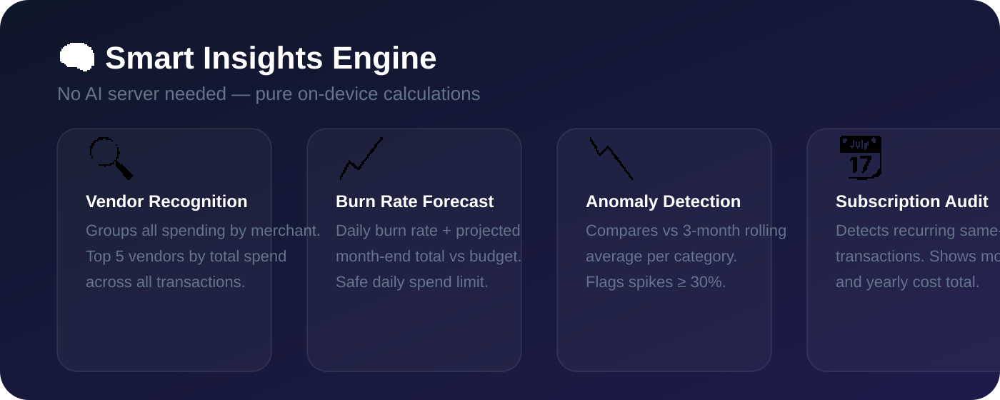 Smart Insights Engine
No AI server needed — pure on-device calculations
July
17
Vendor Recognition
Groups all spending by merchant.
Top 5 vendors by total spend
across all transactions.
Burn Rate Forecast
Daily burn rate + projected
month-end total vs budget.
Safe daily spend limit.
Anomaly Detection
Compares vs 3-month rolling
average per category.
Flags spikes ≥ 30%.
Subscription Audit
Detects recurring same-
transactions. Shows
and yearly cost total.